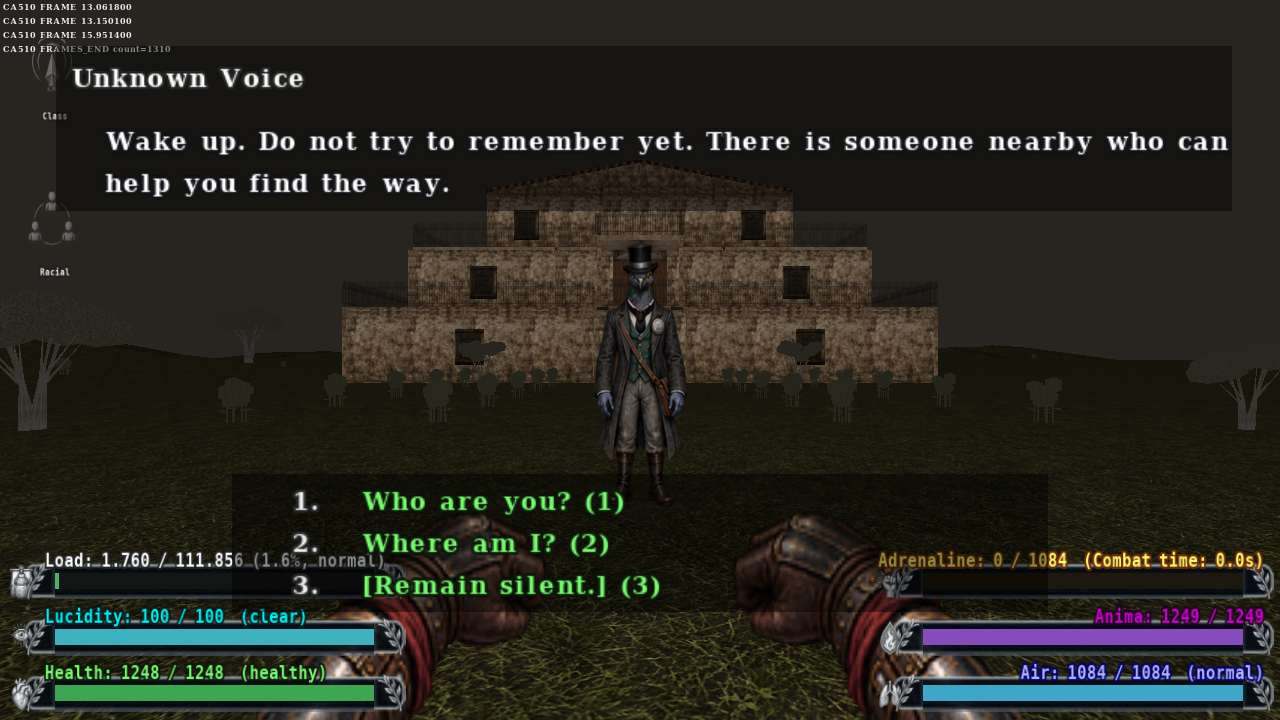 CA510 FRAME 13.061800
CA510 FRAME 13.150100
CA510 FRAME 15.951400
CA510 FRAMES_END count=1310
Unknown Voice
Class
Wake up. Do not try to remember yet. There is someone nearby who can
help you find the way.
Racial
1. Who are you? (1)
2. Where am I? (2)
3. [Remain silent.] (3)
Load: 1.760 / 111.856 (1.6%, normal)
Adrenaline: 0 / 1084 (Combat time: 0.0s)
Lucidity: 100 / 100 (clear)
Anima: 1249 / 1249
Health: 1248 / 1248 (healthy)
Air: 1084 / 1084 (normal)